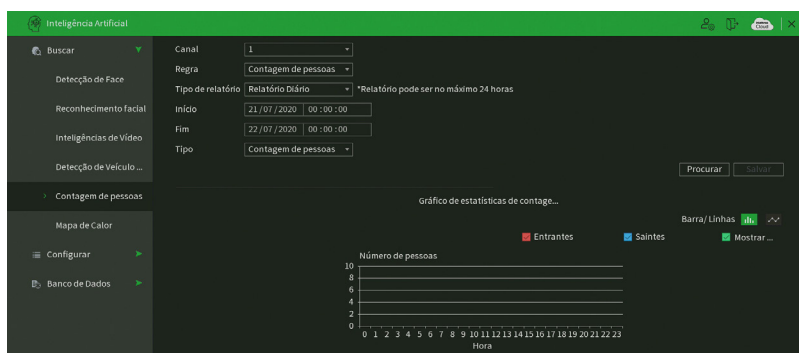 Inteligência Artificial
Cloud
Buscar
Detecção de Face
Reconhecimento facial
Inteligências de Vídeo
Detecção de Veículo ...
Contagem de pessoas
Mapa de Calor
Configurar
Banco de Dados
Canal 1
Regra Contagem de pessoas
Tipo de relatório Relatório Diário *Relatório pode ser no máximo 24 horas
Início 21/07/2020 00:00:00
Fim 22/07/2020 00:00:00
Tipo Contagem de pessoas
Procurar Salvar
Gráfico de estatísticas de contage...
Barra/Linhas
Entrantes Saintes Mostrar ...
Número de pessoas
10
8
6
4
2
0
0 1 2 3 4 5 6 7 8 9 10 11 12 13 14 15 16 17 18 19 20 21 22 23
Hora